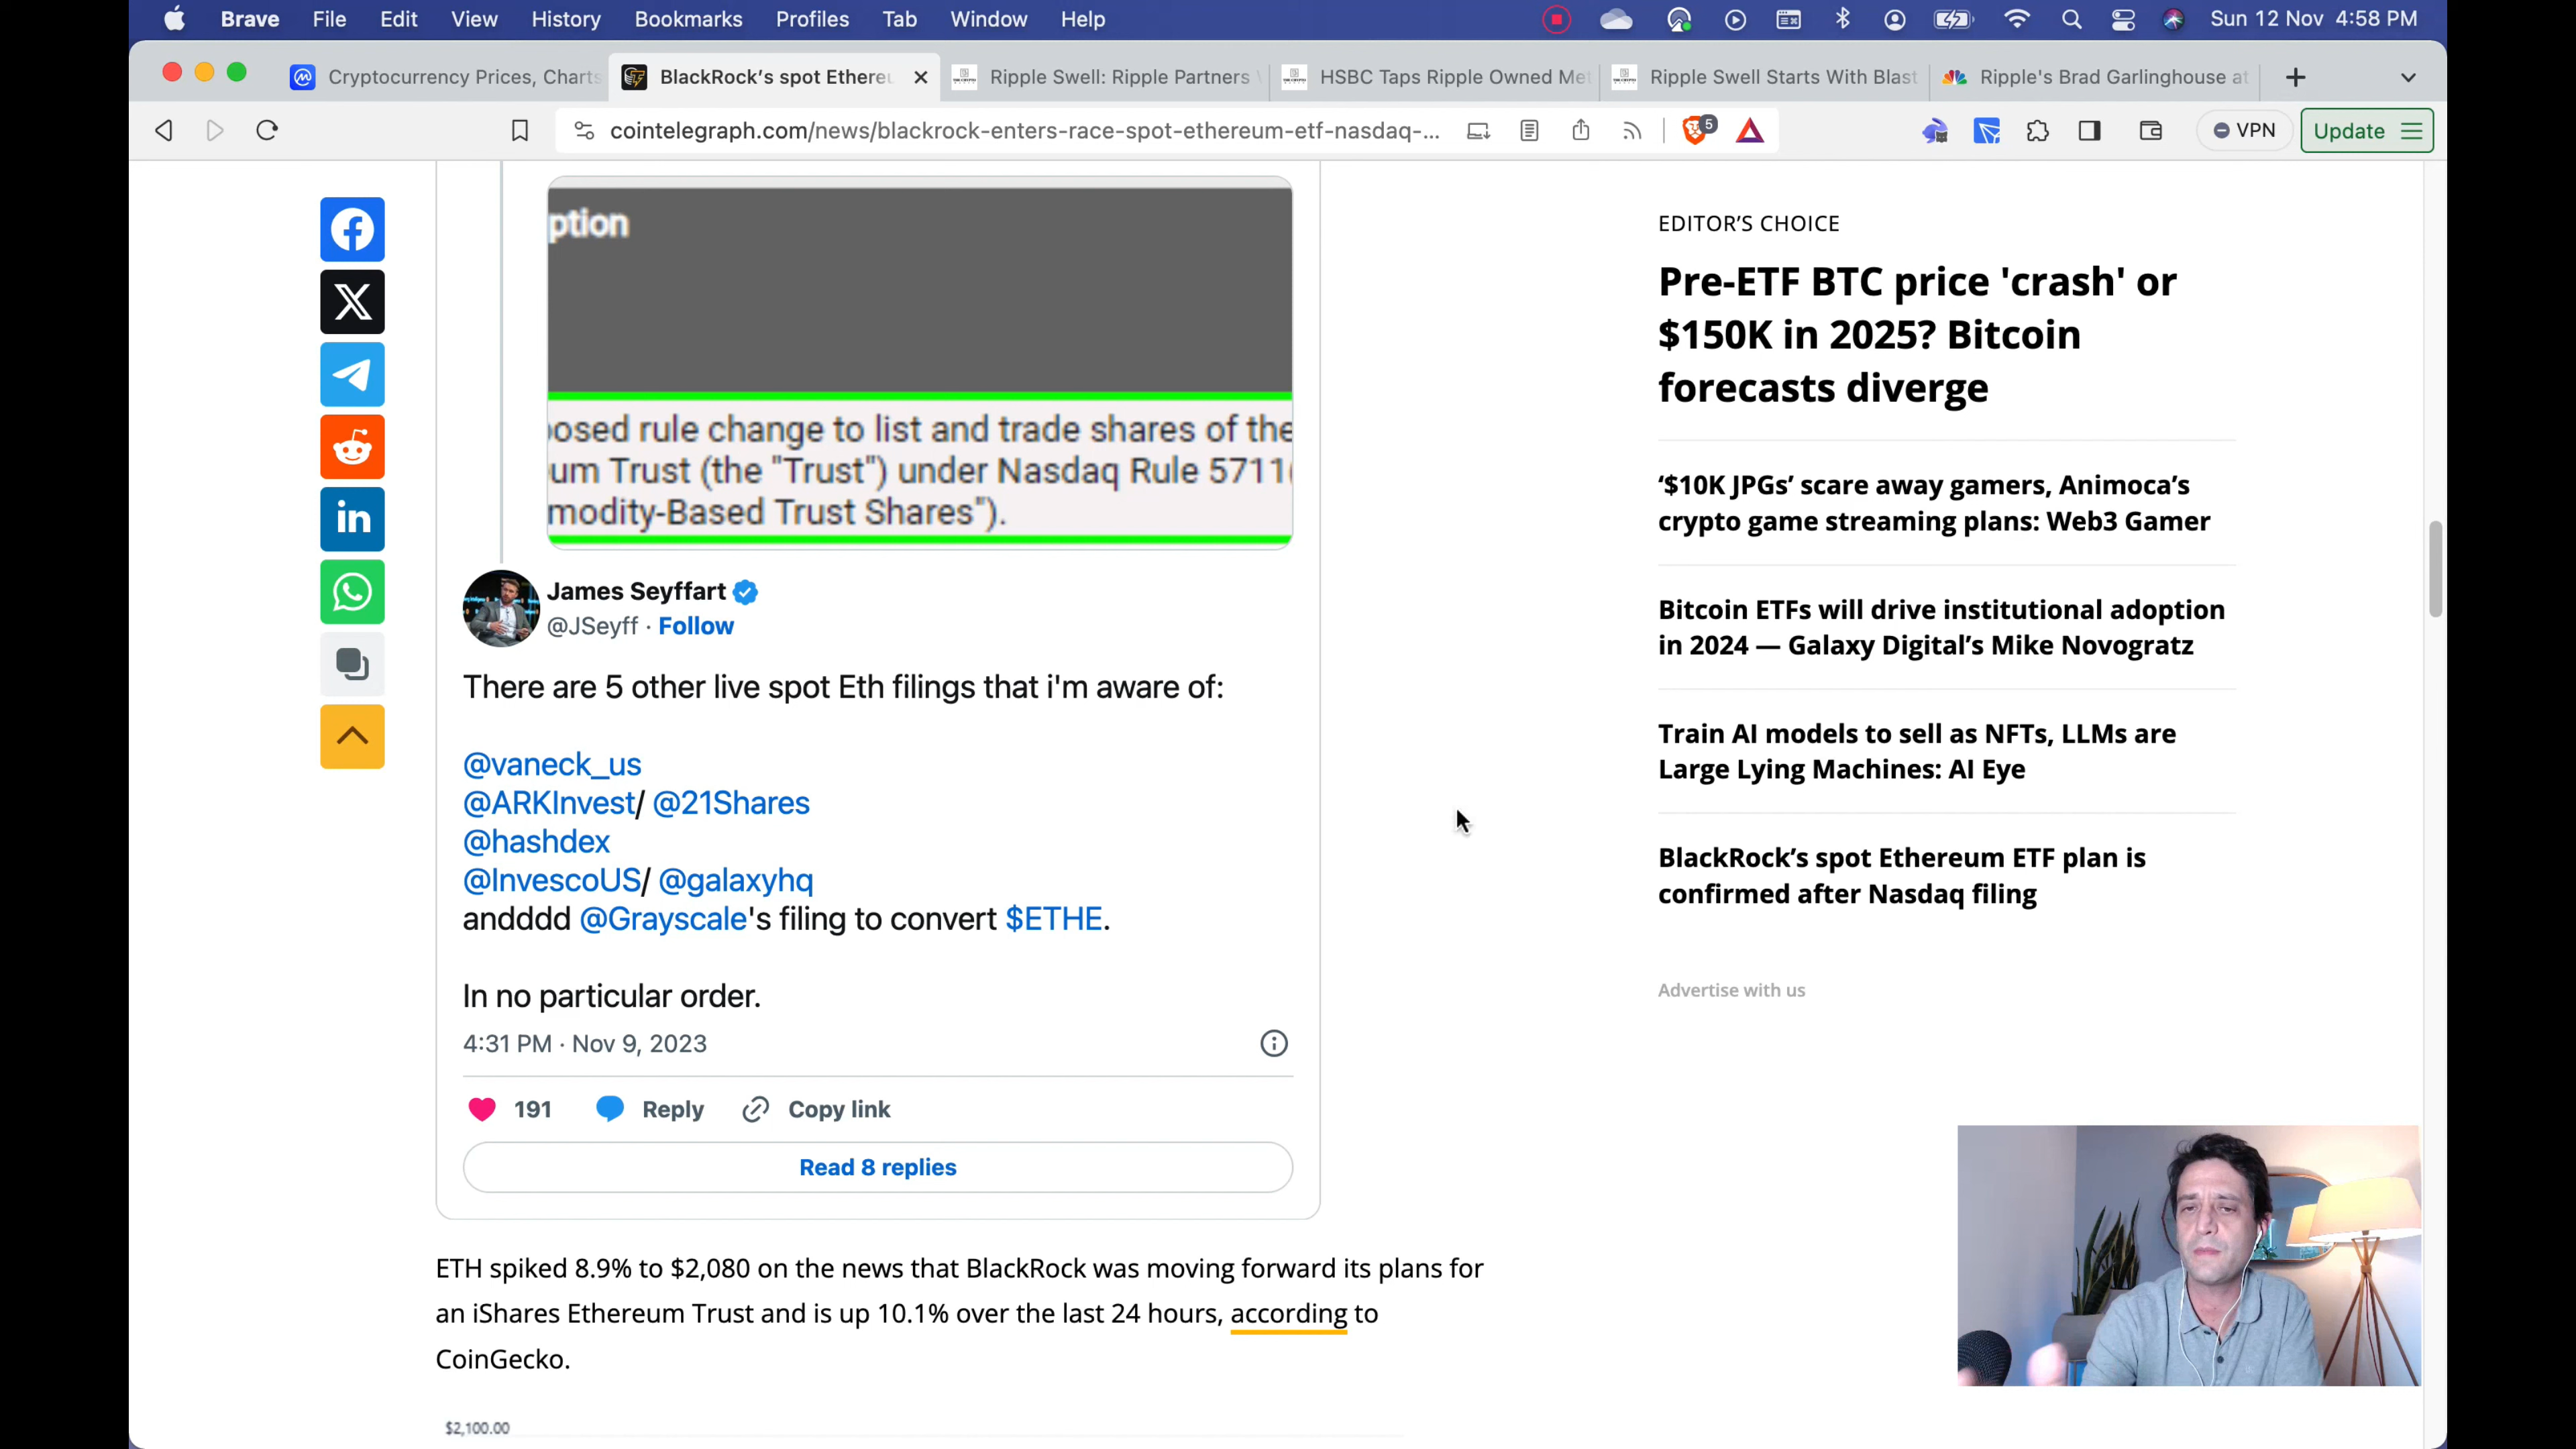 Brave File Edit View History Bookmarks Profiles Tab Window Help Sun 12 Nov 4:58 PM
Cryptocurrency Prices, Charts BlackRock’s spot Ethere Ripple Swell: Ripple Partners HSBC Taps Ripple Owned Met Ripple Swell Starts With Blast Ripple's Brad Garlinghouse at
cointelegraph.com/news/blackrock-enters-race-spot-ethereum-etf-nasdaq-... 5 VPN Update
ption
posed rule change to list and trade shares of the
um Trust (the "Trust") under Nasdaq Rule 5711(
modity-Based Trust Shares").
James Seyffart
@JSeyff · Follow
There are 5 other live spot Eth filings that i'm aware of:
@vaneck_us
@ARKInvest/ @21Shares
@hashdex
@InvescoUS/ @galaxyhq
andddd @Grayscale's filing to convert $ETHE.
In no particular order.
4:31 PM · Nov 9, 2023
191 Reply Copy link
Read 8 replies
ETH spiked 8.9% to $2,080 on the news that BlackRock was moving forward its plans for
an iShares Ethereum Trust and is up 10.1% over the last 24 hours, according to
CoinGecko.
$2,100.00
EDITOR’S CHOICE
Pre-ETF BTC price 'crash' or
$150K in 2025? Bitcoin
forecasts diverge
‘$10K JPGs’ scare away gamers, Animoca’s
crypto game streaming plans: Web3 Gamer
Bitcoin ETFs will drive institutional adoption
in 2024 — Galaxy Digital’s Mike Novogratz
Train AI models to sell as NFTs, LLMs are
Large Lying Machines: AI Eye
BlackRock’s spot Ethereum ETF plan is
confirmed after Nasdaq filing
Advertise with us